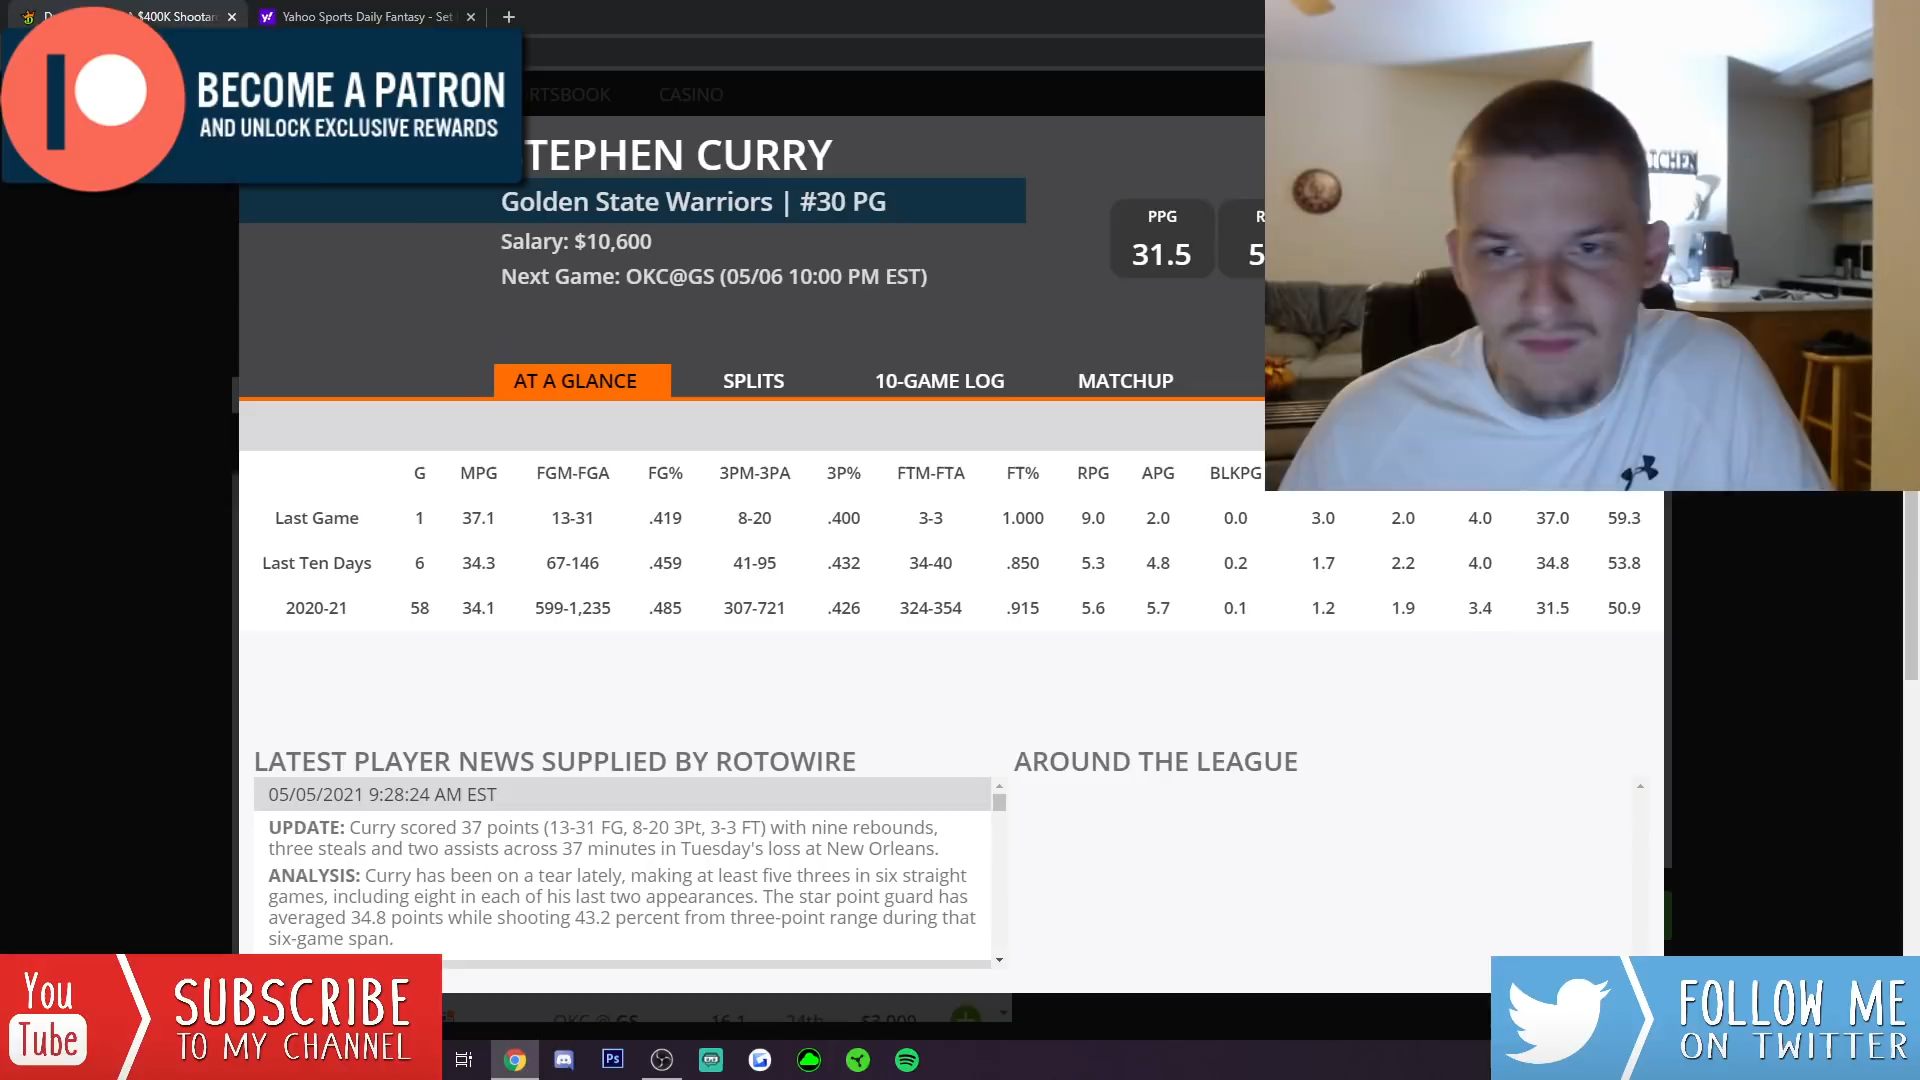 $400K Shootar
Yahoo Sports Daily Fantasy - Set
BECOME A PATRON
AND UNLOCK EXCLUSIVE REWARDS
RTSBOOK CASINO
STEPHEN CURRY
Golden State Warriors | #30 PG
Salary: $10,600
Next Game: OKC@GS (05/06 10:00 PM EST)
PPG
31.5
R
5
AT A GLANCE SPLITS 10-GAME LOG MATCHUP
G MPG FGM-FGA FG% 3PM-3PA 3P% FTM-FTA FT% RPG APG BLKPG
Last Game 1 37.1 13-31 .419 8-20 .400 3-3 1.000 9.0 2.0 0.0 3.0 2.0 4.0 37.0 59.3
Last Ten Days 6 34.3 67-146 .459 41-95 .432 34-40 .850 5.3 4.8 0.2 1.7 2.2 4.0 34.8 53.8
2020-21 58 34.1 599-1,235 .485 307-721 .426 324-354 .915 5.6 5.7 0.1 1.2 1.9 3.4 31.5 50.9
LATEST PLAYER NEWS SUPPLIED BY ROTOWIRE
AROUND THE LEAGUE
05/05/2021 9:28:24 AM EST
UPDATE: Curry scored 37 points (13-31 FG, 8-20 3Pt, 3-3 FT) with nine rebounds,
three steals and two assists across 37 minutes in Tuesday's loss at New Orleans.
ANALYSIS: Curry has been on a tear lately, making at least five threes in six straight
games, including eight in each of his last two appearances. The star point guard has
averaged 34.8 points while shooting 43.2 percent from three-point range during that
six-game span.
OKC @ GS 16.1 24th $3,000
You
Tube
SUBSCRIBE
TO MY CHANNEL
FOLLOW ME
ON TWITTER
Ps